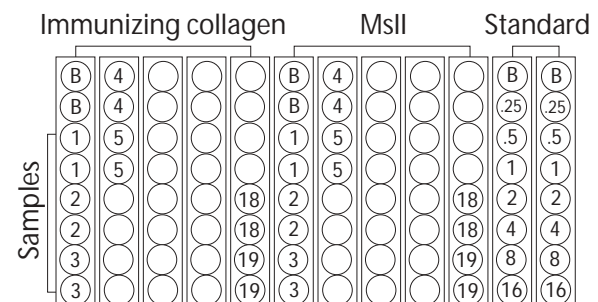 Immunizing collagen MsII Standard
Samples
B 4 B 4 B B
B 4 B 4 .25 .25
1 5 1 5 .5 .5
1 5 1 5 1 1
2 18 2 18 2 2
2 18 2 18 4 4
3 19 3 19 8 8
3 19 3 19 16 16